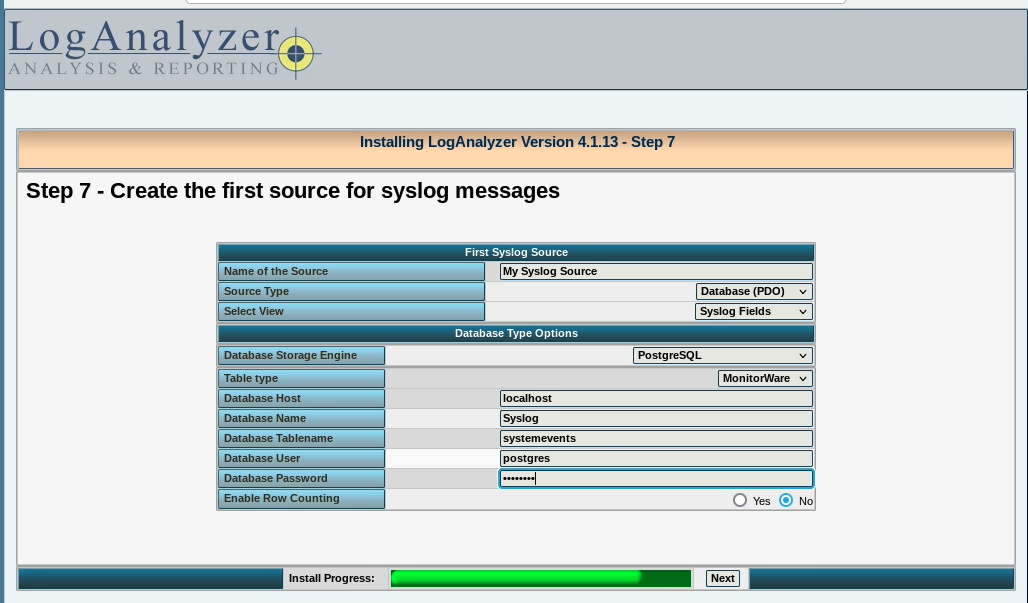 LogAnalyzer
ANALYSIS & REPORTING
Installing LogAnalyzer Version 4.1.13 - Step 7
Step 7 - Create the first source for syslog messages
First Syslog Source
Name of the Source My Syslog Source
Source Type Database (PDO)
Select View Syslog Fields
Database Type Options
Database Storage Engine PostgreSQL
Table type MonitorWare
Database Host localhost
Database Name Syslog
Database Tablename systemevents
Database User postgres
Database Password ••••••••
Enable Row Counting Yes No
Install Progress: Next